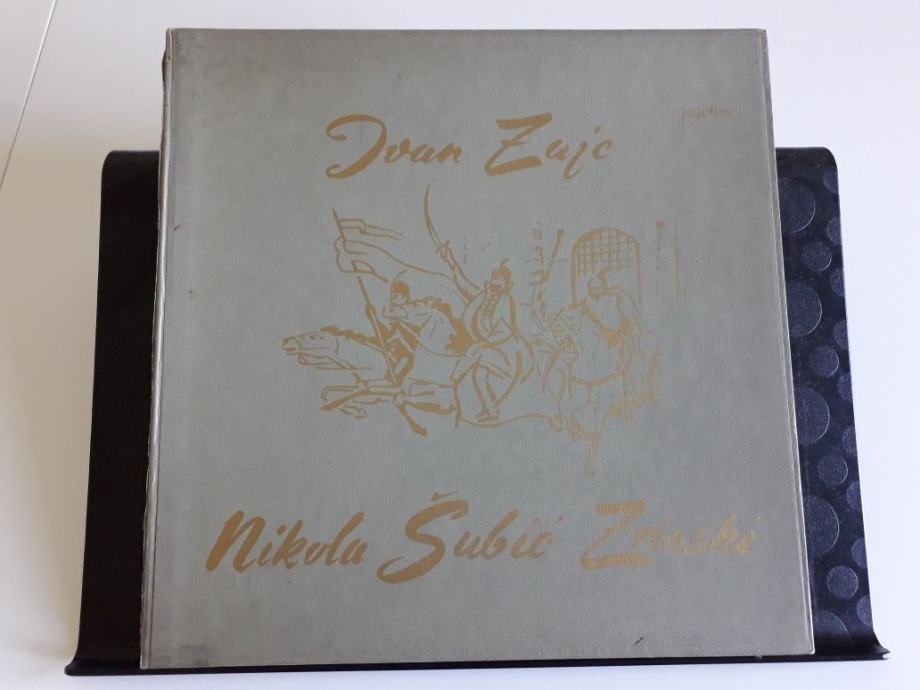 jugoton
Ivan Zajc
Nikola Šubić Zrinski